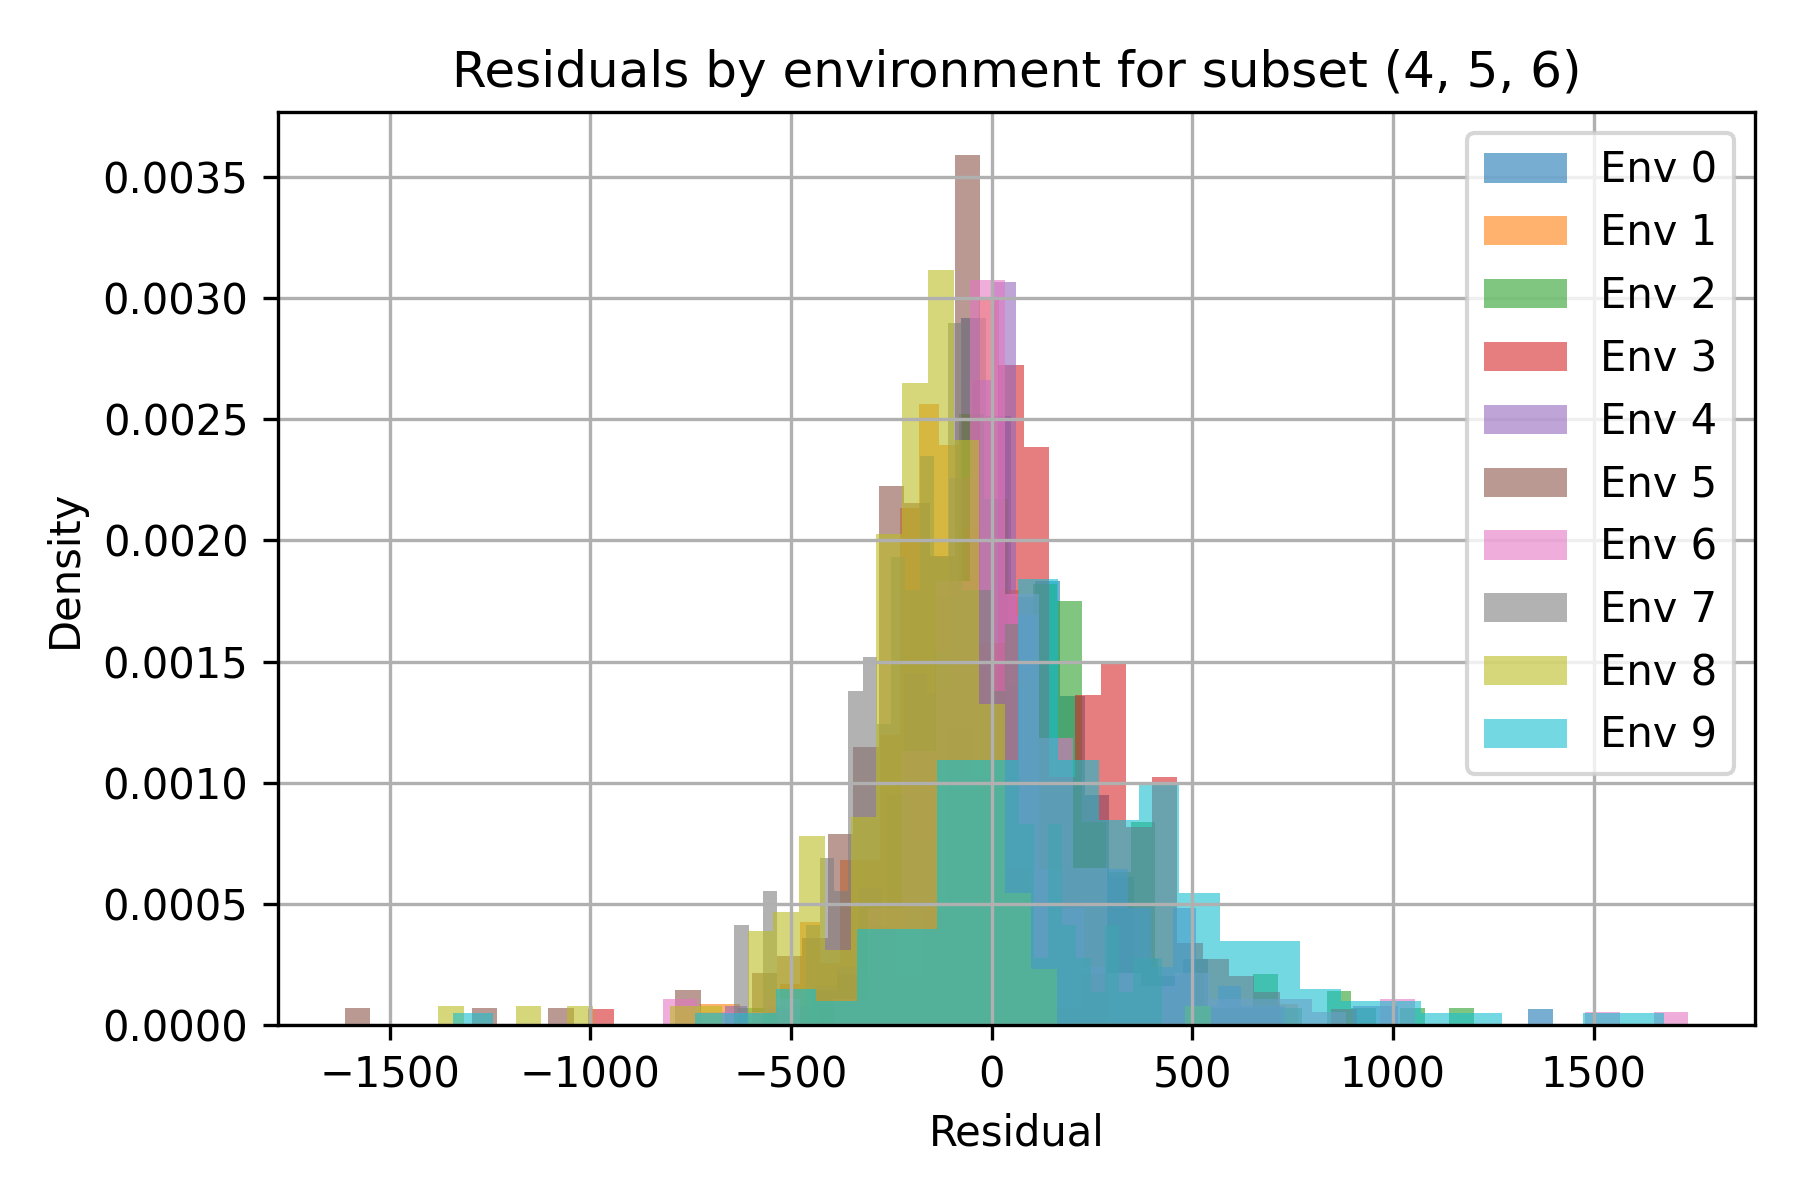 Residuals by environment for subset (4, 5, 6)
0.0035
0.0030
0.0025
0.0020
0.0015
0.0010
0.0005
0.0000
Density
−1500
−1000
−500
0
500
1000
1500
Residual
Env 0
Env 1
Env 2
Env 3
Env 4
Env 5
Env 6
Env 7
Env 8
Env 9